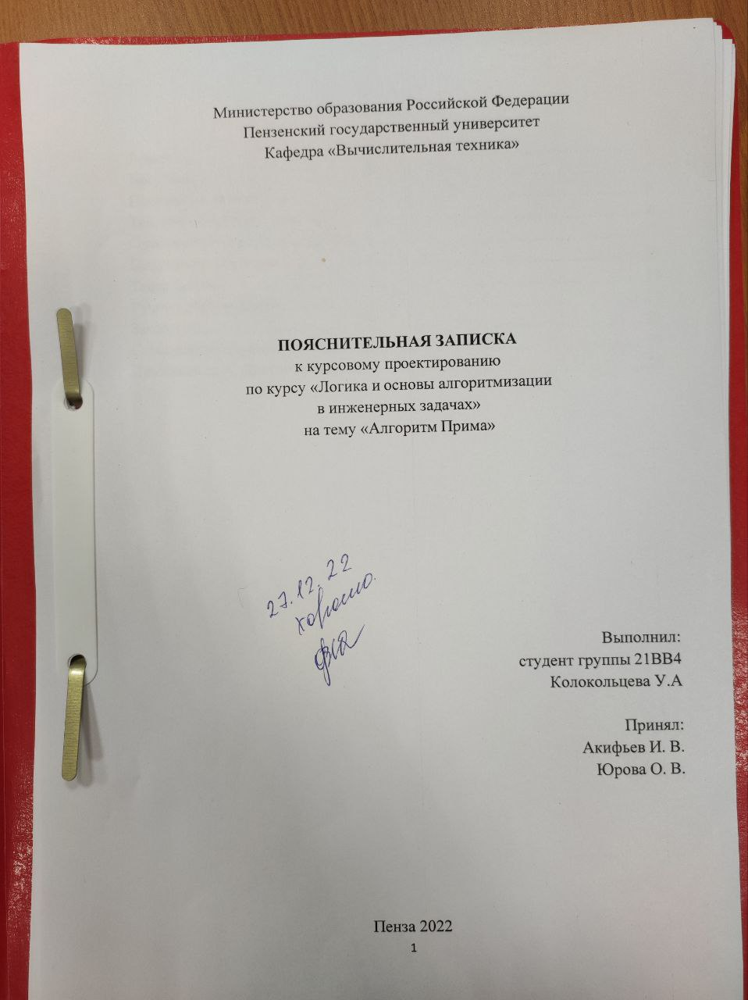 Министерство образования Российской Федерации
Пензенский государственный университет
Кафедра «Вычислительная техника»
ПОЯСНИТЕЛЬНАЯ ЗАПИСКА
к курсовому проектированию
по курсу «Логика и основы алгоритмизации
в инженерных задачах»
на тему «Алгоритм Прима»
27.12.22
хорошо
Выполнил:
студент группы 21ВВ4
Колокольцева У.А
Принял:
Акифьев И. В.
Юрова О. В.
Пенза 2022
1